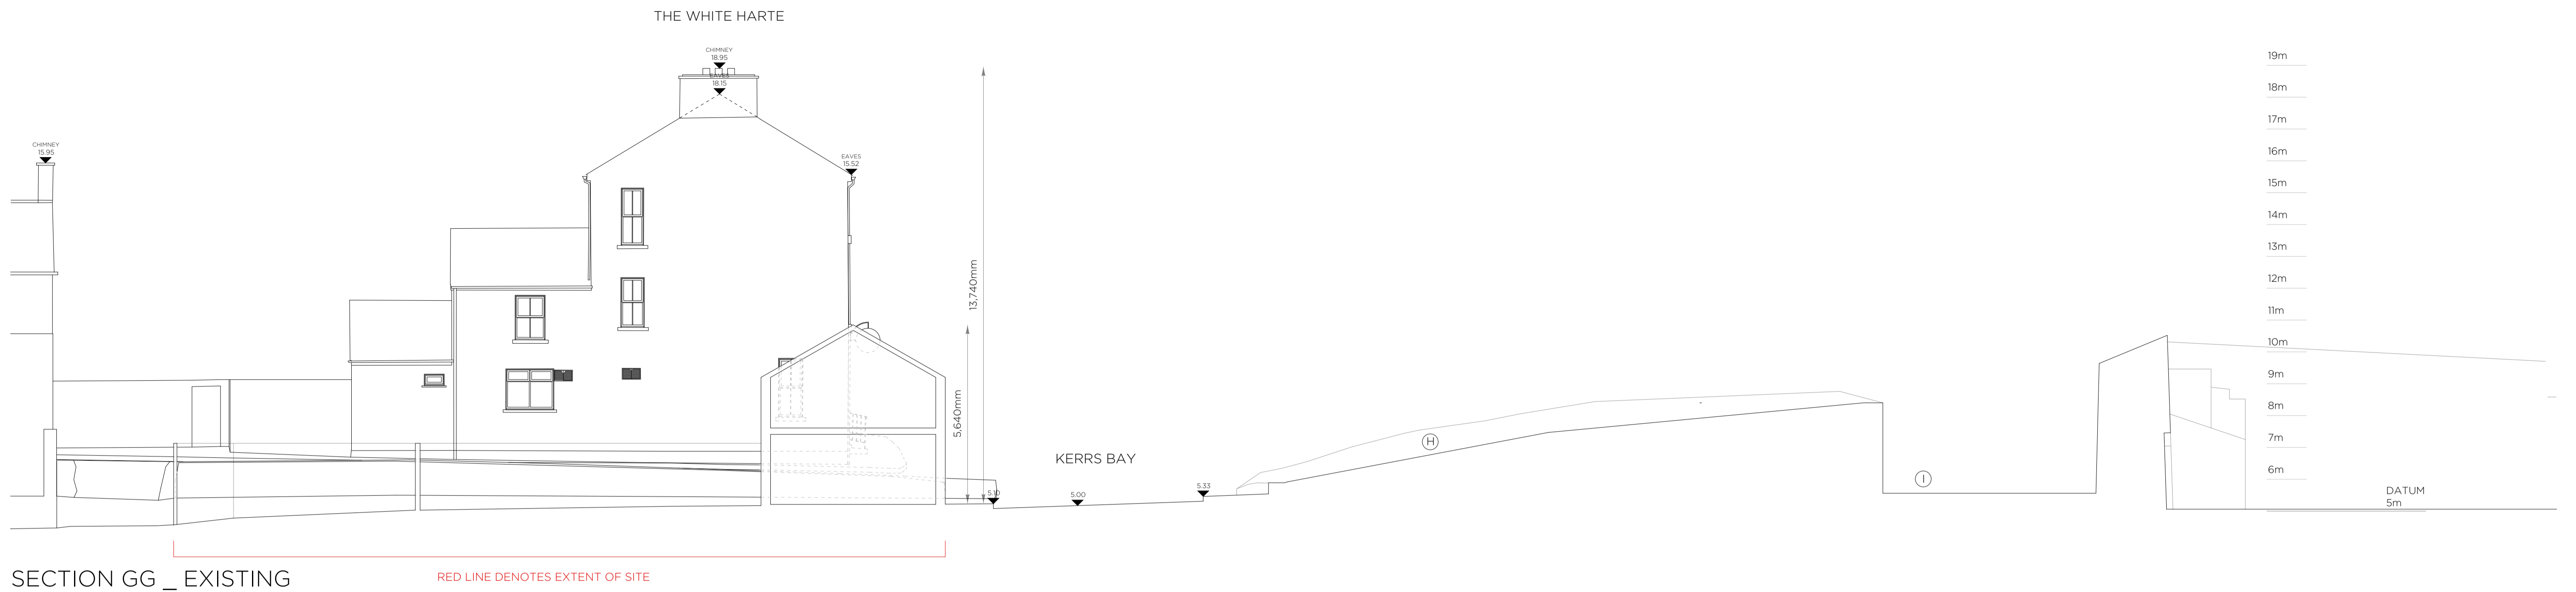 THE WHITE HARTE
CHIMNEY
18.95
EAVES
18.15
CHIMNEY
15.95
EAVES
15.52
13,740mm
5,640mm
KERRS BAY
5.10
5.00
5.33
H
I
19m
18m
17m
16m
15m
14m
13m
12m
11m
10m
9m
8m
7m
6m
DATUM
5m
SECTION GG _ EXISTING
RED LINE DENOTES EXTENT OF SITE